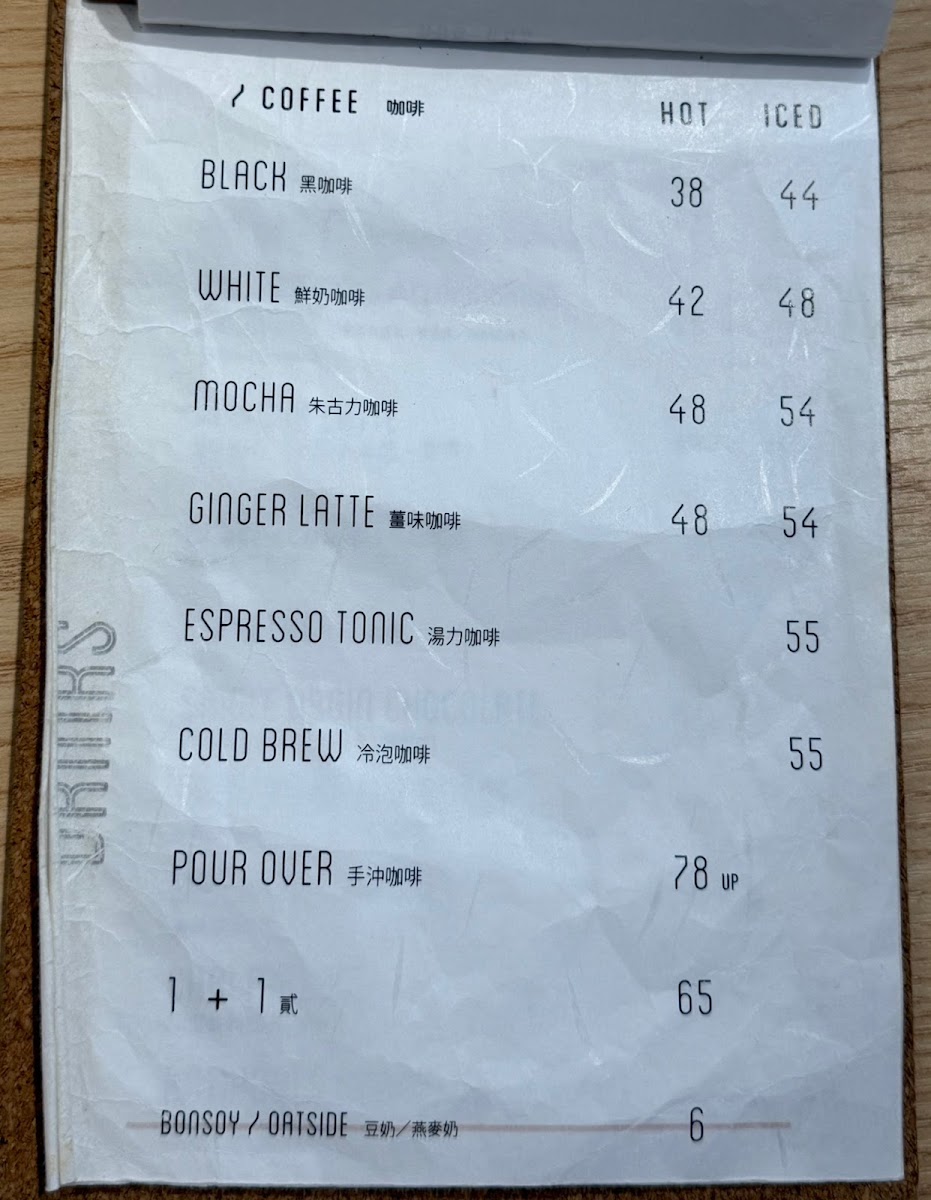 / COFFEE 咖啡 HOT ICED
BLACK 黑咖啡 38 44
WHITE 鮮奶咖啡 42 48
MOCHA 朱古力咖啡 48 54
GINGER LATTE 薑味咖啡 48 54
ESPRESSO TONIC 湯力咖啡 55
COLD BREW 冷泡咖啡 55
POUR OVER 手沖咖啡 78 UP
1 + 1 貳 65
BONSOY / OATSIDE 豆奶／燕麥奶 6
DRINKS